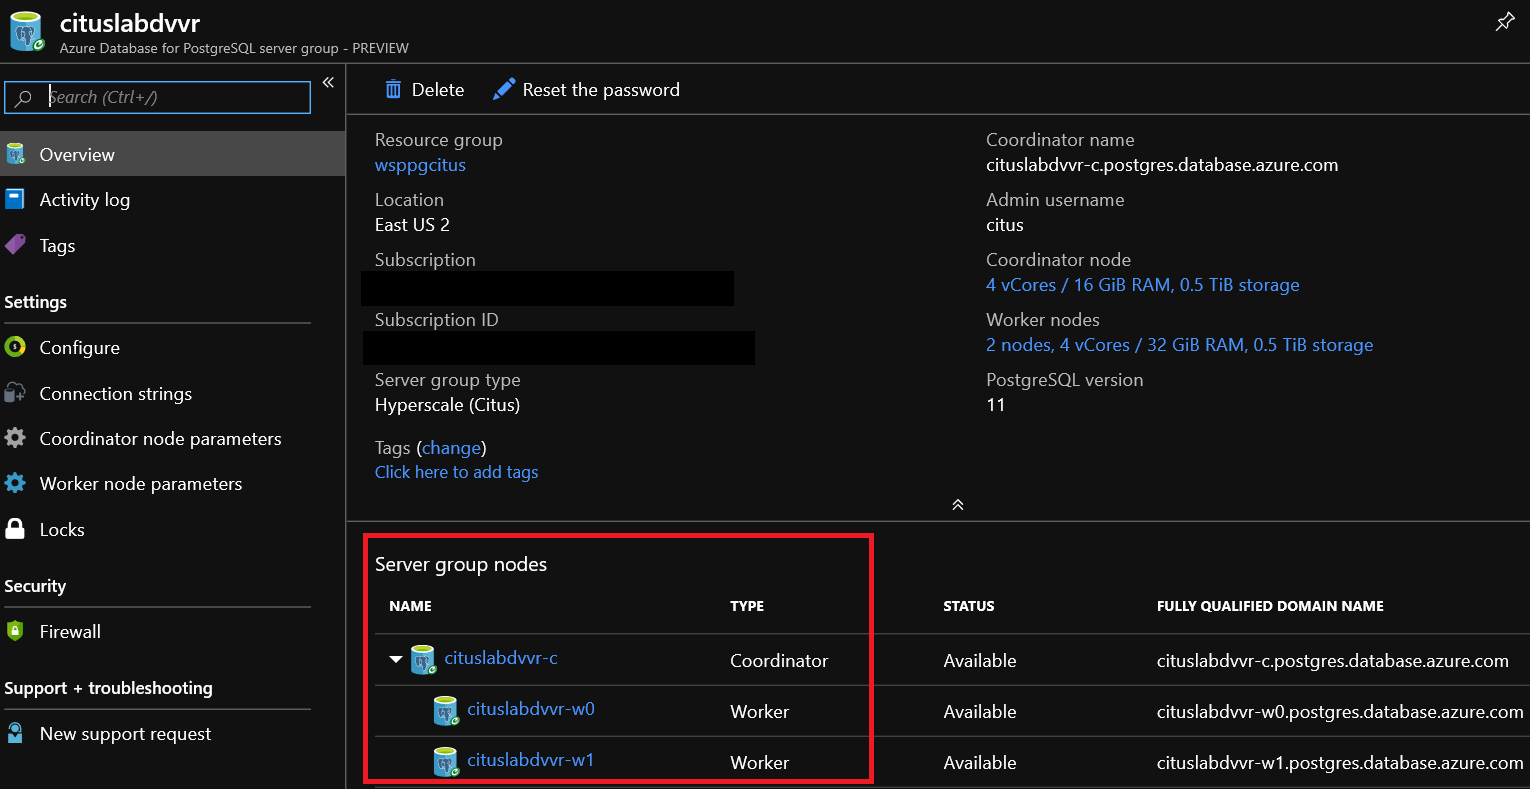 cituslabdvvr
Azure Database for PostgreSQL server group - PREVIEW
Search (Ctrl+/)
«
Overview
Activity log
Tags
Settings
Configure
Connection strings
Coordinator node parameters
Worker node parameters
Locks
Security
Firewall
Support + troubleshooting
New support request
Delete
Reset the password
Resource group
wsppgcitus
Location
East US 2
Subscription
Subscription ID
Server group type
Hyperscale (Citus)
Tags (change)
Click here to add tags
Coordinator name
cituslabdvvr-c.postgres.database.azure.com
Admin username
citus
Coordinator node
4 vCores / 16 GiB RAM, 0.5 TiB storage
Worker nodes
2 nodes, 4 vCores / 32 GiB RAM, 0.5 TiB storage
PostgreSQL version
11
Server group nodes
NAME TYPE STATUS FULLY QUALIFIED DOMAIN NAME
cituslabdvvr-c Coordinator Available cituslabdvvr-c.postgres.database.azure.com
cituslabdvvr-w0 Worker Available cituslabdvvr-w0.postgres.database.azure.com
cituslabdvvr-w1 Worker Available cituslabdvvr-w1.postgres.database.azure.com